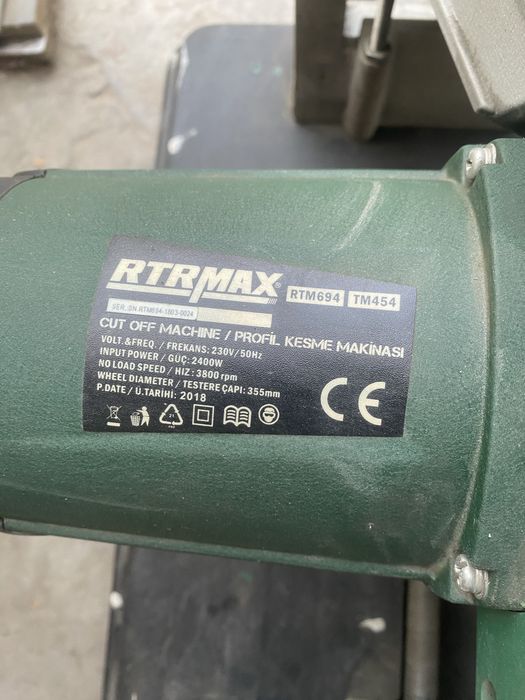 RTRMAX®
RTM694 TM454
SER. SN RTM694-1803-0024
CUT OFF MACHINE / PROFİL KESME MAKİNASI
VOLT.&FREQ. / FREKANS: 230V/50Hz
INPUT POWER / GUÇ: 2400W
NO LOAD SPEED / HIZ: 3800 rpm
WHEEL DIAMETER / TESTERE ÇAPI: 355mm
P.DATE / Ü.TARİHİ: 2018
CE